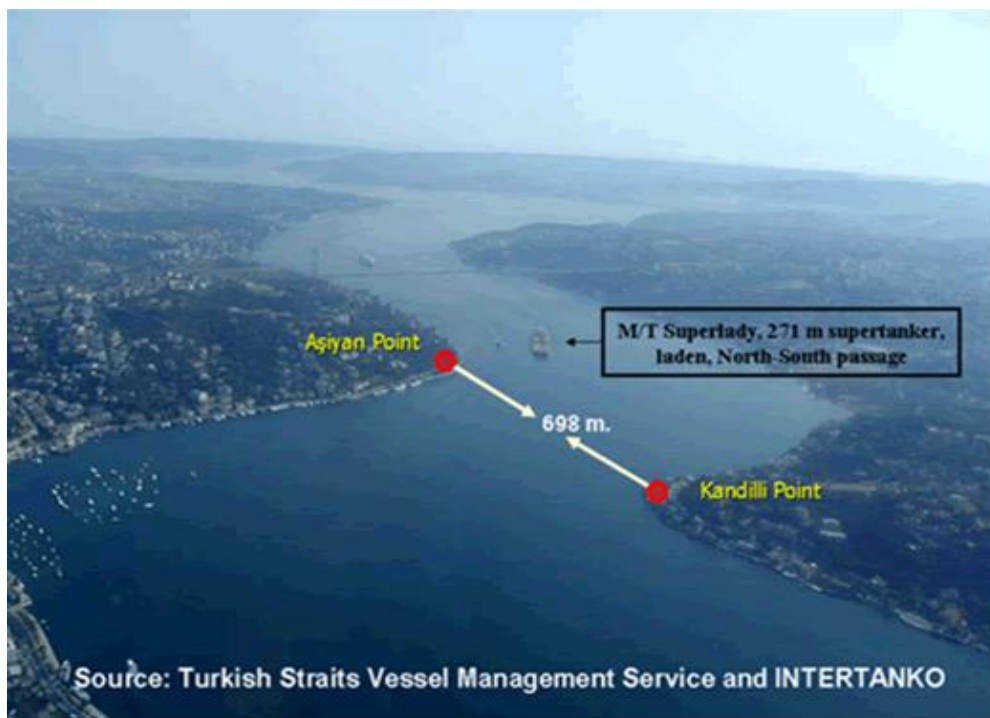 M/T Superlady, 271 m supertanker,
laden, North-South passage
Aşiyan Point
698 m.
Kandilli Point
Source: Turkish Straits Vessel Management Service and INTERTANKO